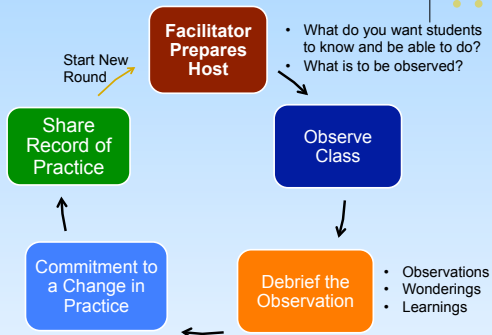 Facilitator
Prepares
Host
• What do you want students
to know and be able to do?
• What is to be observed?
Start New
Round
Observe
Class
Debrief the
Observation
• Observations
• Wonderings
• Learnings
Commitment to
a Change in
Practice
Share
Record of
Practice